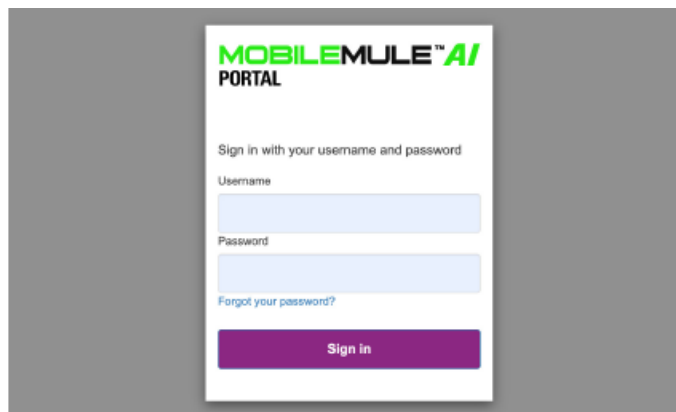 MOBILEMULE™AI
PORTAL
Sign in with your username and password
Username
Password
Forgot your password?
Sign in